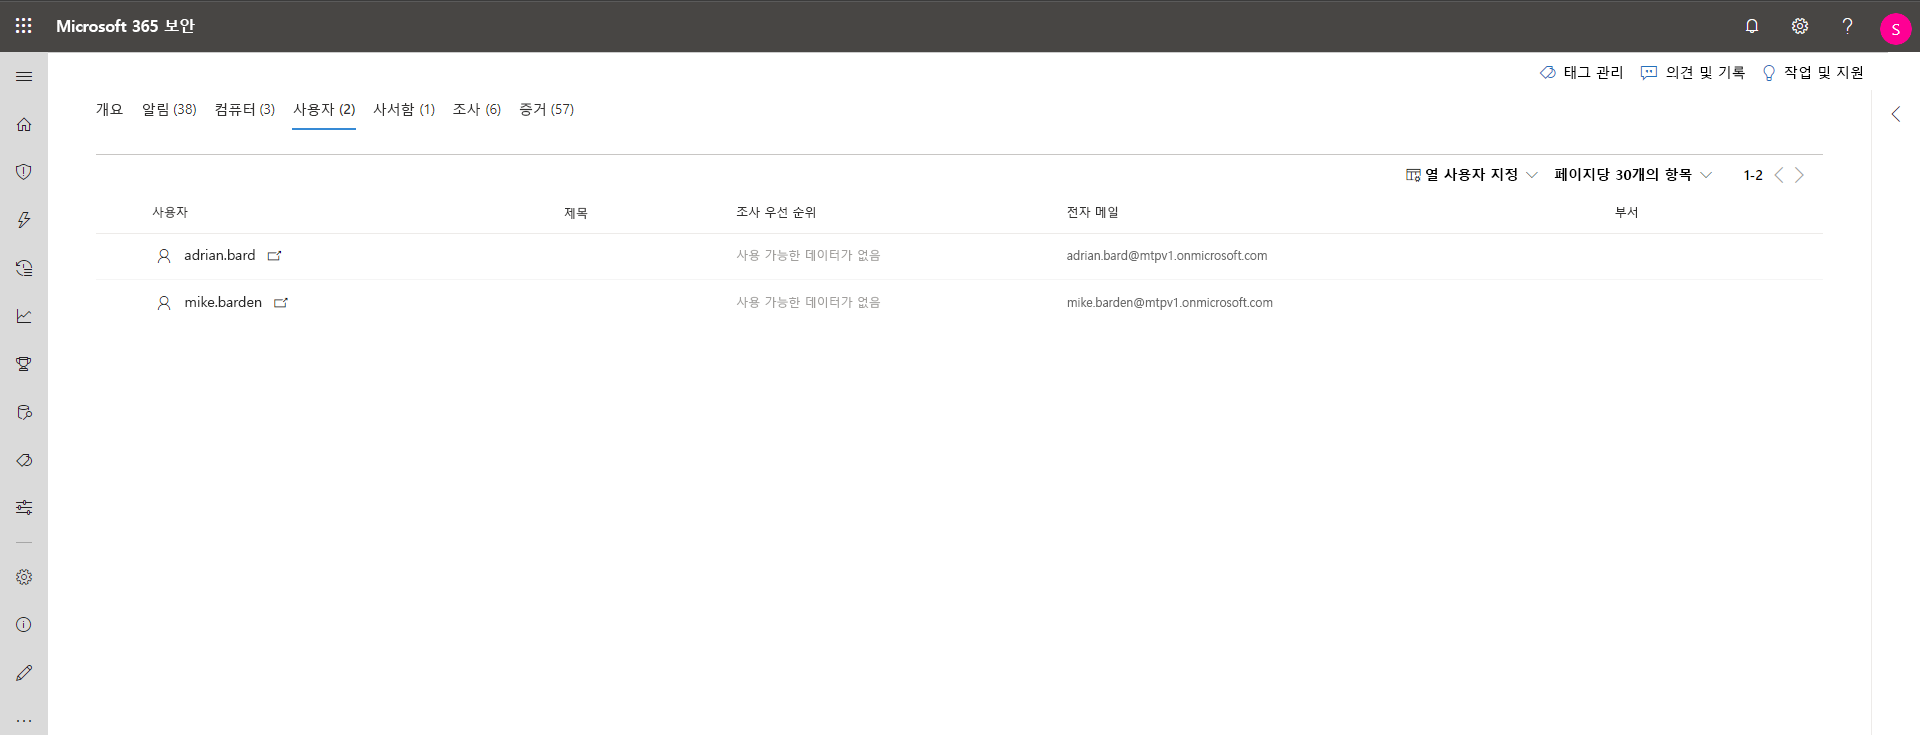 Microsoft 365 보안
S
태그 관리 의견 및 기록 작업 및 지원
개요 알림 (38) 컴퓨터 (3) 사용자 (2) 사서함 (1) 조사 (6) 증거 (57)
열 사용자 지정 페이지당 30개의 항목 1-2
사용자 제목 조사 우선 순위 전자 메일 부서
adrian.bard 사용 가능한 데이터가 없음 adrian.bard@mtpv1.onmicrosoft.com
mike.barden 사용 가능한 데이터가 없음 mike.barden@mtpv1.onmicrosoft.com